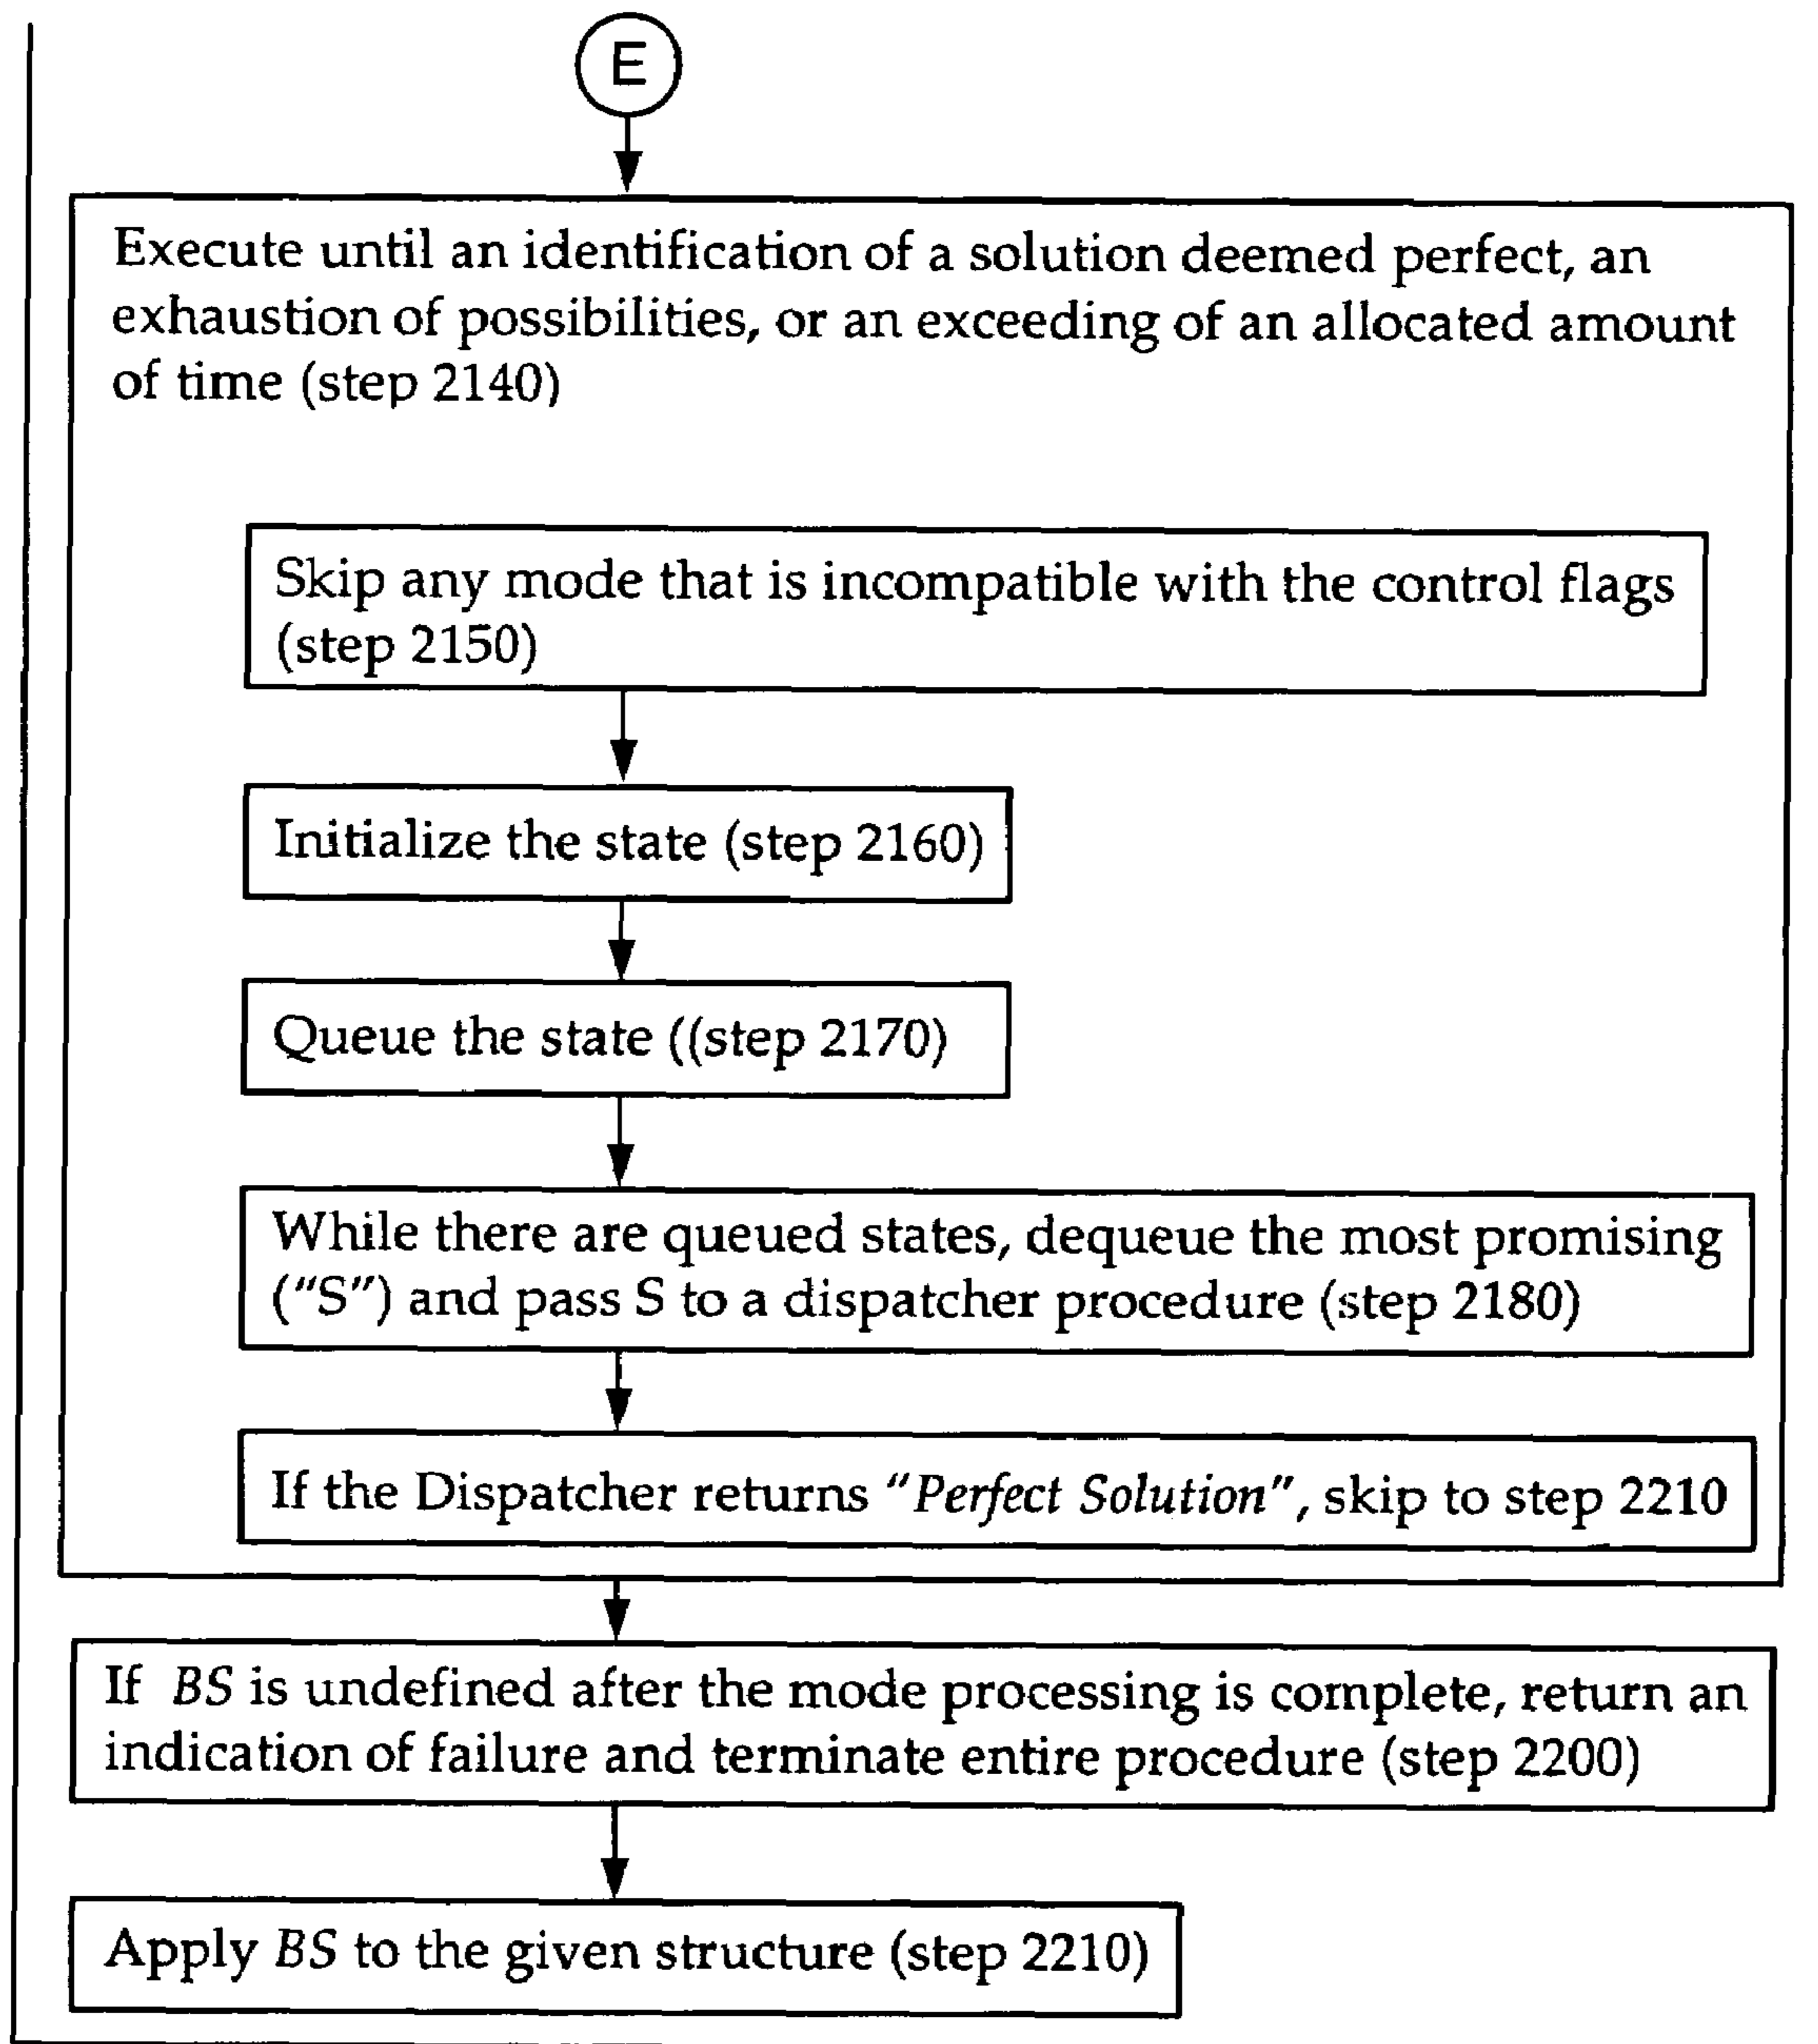 E
Execute until an identification of a solution deemed perfect, an
exhaustion of possibilities, or an exceeding of an allocated amount
of time (step 2140)
Skip any mode that is incompatible with the control flags
(step 2150)
Initialize the state (step 2160)
Queue the state ((step 2170)
While there are queued states, dequeue the most promising
("S") and pass S to a dispatcher procedure (step 2180)
If the Dispatcher returns "Perfect Solution", skip to step 2210
If BS is undefined after the mode processing is complete, return an
indication of failure and terminate entire procedure (step 2200)
Apply BS to the given structure (step 2210)